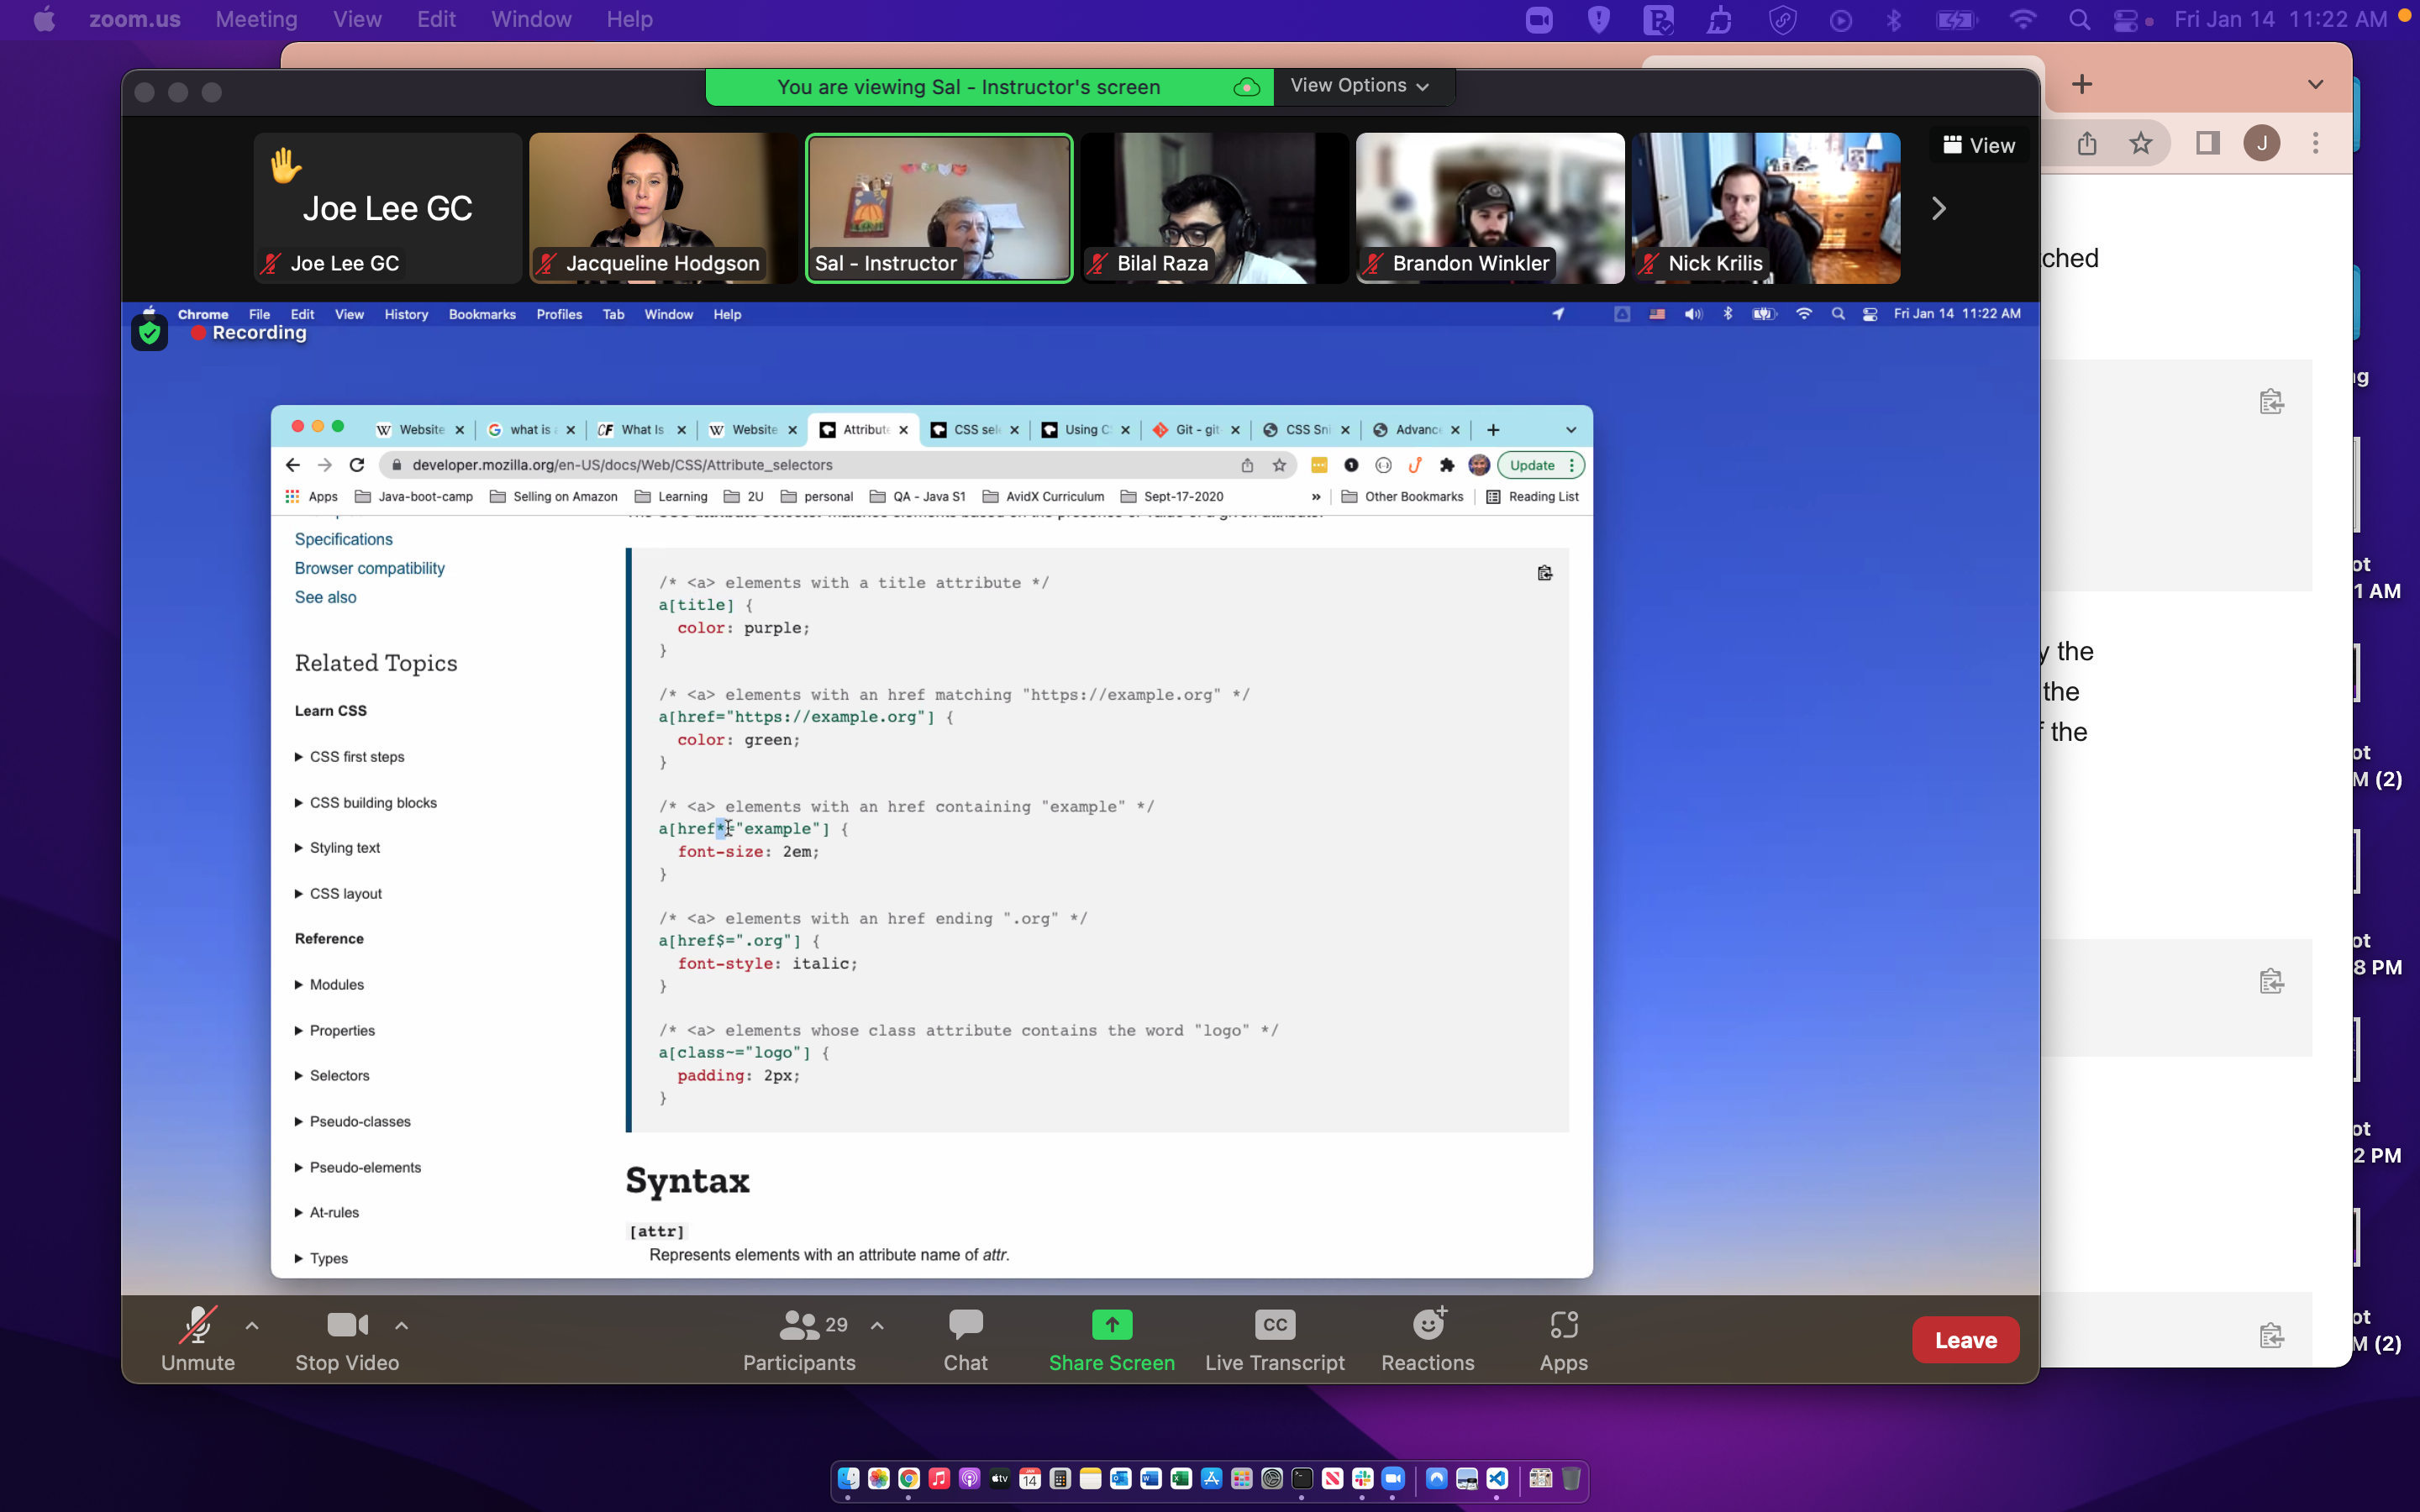 zoom.us Meeting View Edit Window Help Fri Jan 14 11:22 AM
You are viewing Sal - Instructor's screen View Options
Joe Lee GC
Joe Lee GC Jacqueline Hodgson Sal - Instructor Bilal Raza Brandon Winkler Nick Krilis View
J
Chrome File Edit View History Bookmarks Profiles Tab Window Help Fri Jan 14 11:22 AM
Recording
Website what is What Is Website Attribute CSS sel Using C Git - git CSS Sni Advanc
developer.mozilla.org/en-US/docs/Web/CSS/Attribute_selectors Update
Apps Java-boot-camp Selling on Amazon Learning 2U personal QA - Java S1 AvidX Curriculum Sept-17-2020 » Other Bookmarks Reading List
Specifications
Browser compatibility
See also
Related Topics
Learn CSS
CSS first steps
CSS building blocks
Styling text
CSS layout
Reference
Modules
Properties
Selectors
Pseudo-classes
Pseudo-elements
At-rules
Types
/* <a> elements with a title attribute */
a[title] {
color: purple;
}
/* <a> elements with an href matching "https://example.org" */
a[href="https://example.org"] {
color: green;
}
/* <a> elements with an href containing "example" */
a[href*="example"] {
font-size: 2em;
}
/* <a> elements with an href ending ".org" */
a[href$=".org"] {
font-style: italic;
}
/* <a> elements whose class attribute contains the word "logo" */
a[class~="logo"] {
padding: 2px;
}
Syntax
[attr]
Represents elements with an attribute name of attr.
ched
y the
the
f the
ng
ot
1 AM
ot
M (2)
ot
8 PM
ot
2 PM
ot
M (2)
Unmute Stop Video 29 Participants Chat Share Screen CC Live Transcript Reactions Apps Leave
tv JAN 14